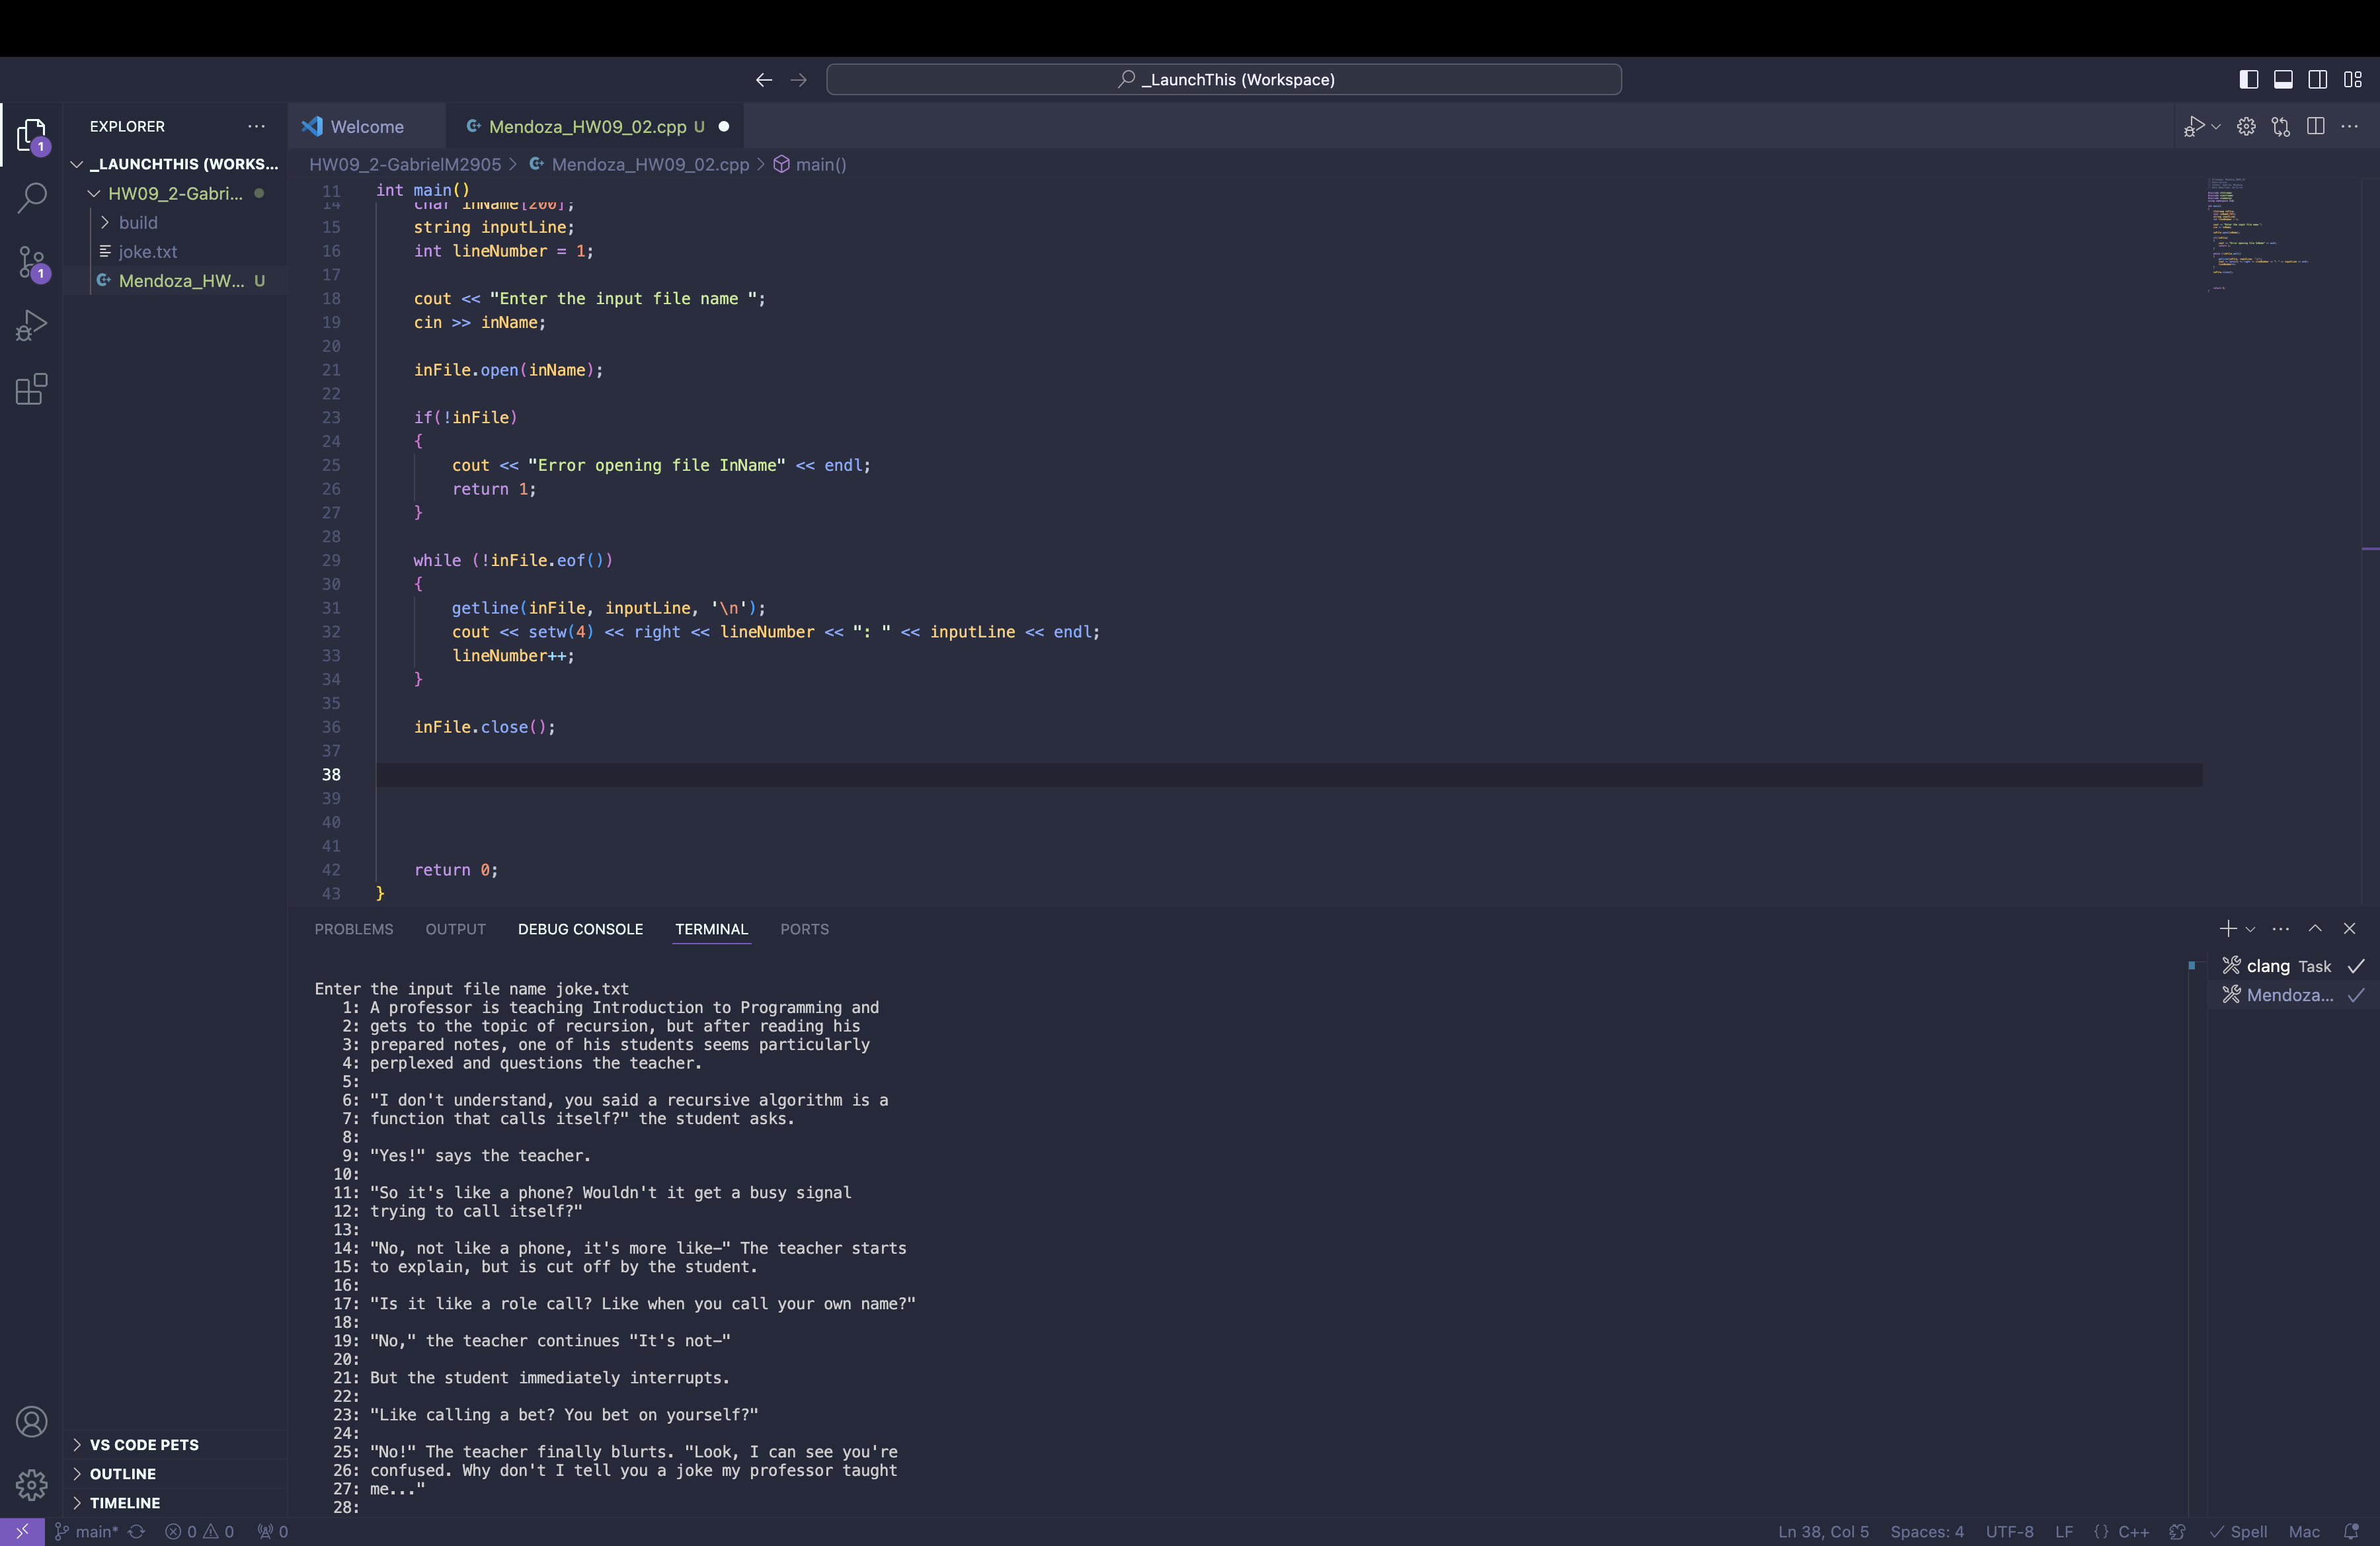 _LaunchThis (Workspace)
EXPLORER
Welcome
Mendoza_HW09_02.cpp U
1
_LAUNCHTHIS (WORKS...
HW09_2-GabrielM2905 > Mendoza_HW09_02.cpp > main()
HW09_2-Gabri...
build
joke.txt
Mendoza_HW... U
1
11 int main()
14 char inName[200];
15 string inputLine;
16 int lineNumber = 1;
17
18 cout << "Enter the input file name ";
19 cin >> inName;
20
21 inFile.open(inName);
22
23 if(!inFile)
24 {
25 cout << "Error opening file InName" << endl;
26 return 1;
27 }
28
29 while (!inFile.eof())
30 {
31 getline(inFile, inputLine, '\n');
32 cout << setw(4) << right << lineNumber << ": " << inputLine << endl;
33 lineNumber++;
34 }
35
36 inFile.close();
37
38
39
40
41
42 return 0;
43 }
PROBLEMS OUTPUT DEBUG CONSOLE TERMINAL PORTS
clang Task
Mendoza...
Enter the input file name joke.txt
1: A professor is teaching Introduction to Programming and
2: gets to the topic of recursion, but after reading his
3: prepared notes, one of his students seems particularly
4: perplexed and questions the teacher.
5:
6: "I don't understand, you said a recursive algorithm is a
7: function that calls itself?" the student asks.
8:
9: "Yes!" says the teacher.
10:
11: "So it's like a phone? Wouldn't it get a busy signal
12: trying to call itself?"
13:
14: "No, not like a phone, it's more like—" The teacher starts
15: to explain, but is cut off by the student.
16:
17: "Is it like a role call? Like when you call your own name?"
18:
19: "No," the teacher continues "It's not—"
20:
21: But the student immediately interrupts.
22:
23: "Like calling a bet? You bet on yourself?"
24:
25: "No!" The teacher finally blurts. "Look, I can see you're
26: confused. Why don't I tell you a joke my professor taught
27: me..."
28:
VS CODE PETS
OUTLINE
TIMELINE
main* 0 0 0
Ln 38, Col 5 Spaces: 4 UTF-8 LF {} C++ Spell Mac